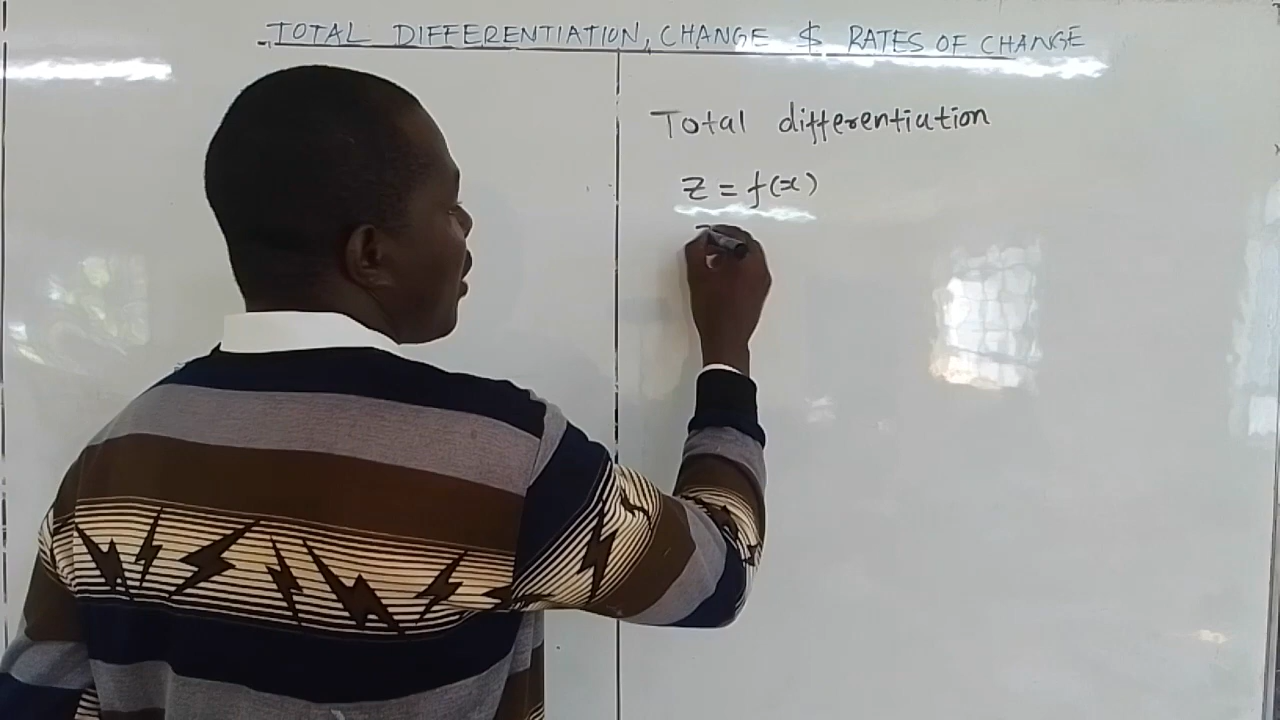 TOTAL DIFFERENTIATION, CHANGE $ RATES OF CHANGE
Total differentiation
z = f(x)